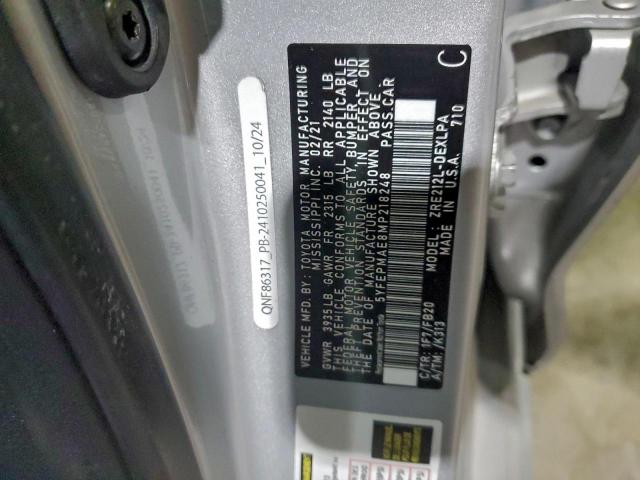 QNF86317_PB-2410250041_10/24
VEHICLE MFD. BY: TOYOTA MOTOR MANUFACTURING
MISSISSIPPI INC. 02/21
GVWR 3935LB GAWR FR 2315 LB RR 2140 LB
THIS VEHICLE CONFORMS TO ALL APPLICABLE
FEDERAL MOTOR VEHICLE SAFETY, BUMPER, AND
THEFT PREVENTION STANDARDS IN EFFECT ON
THE DATE OF MANUFACTURE SHOWN ABOVE.
5YFEPMAE8MP218248 PASS.CAR
C
C/TR: 1F7/FB20 ZRE212L-DEXLPA
A/TM: /K313 MADE IN U.S.A. 710